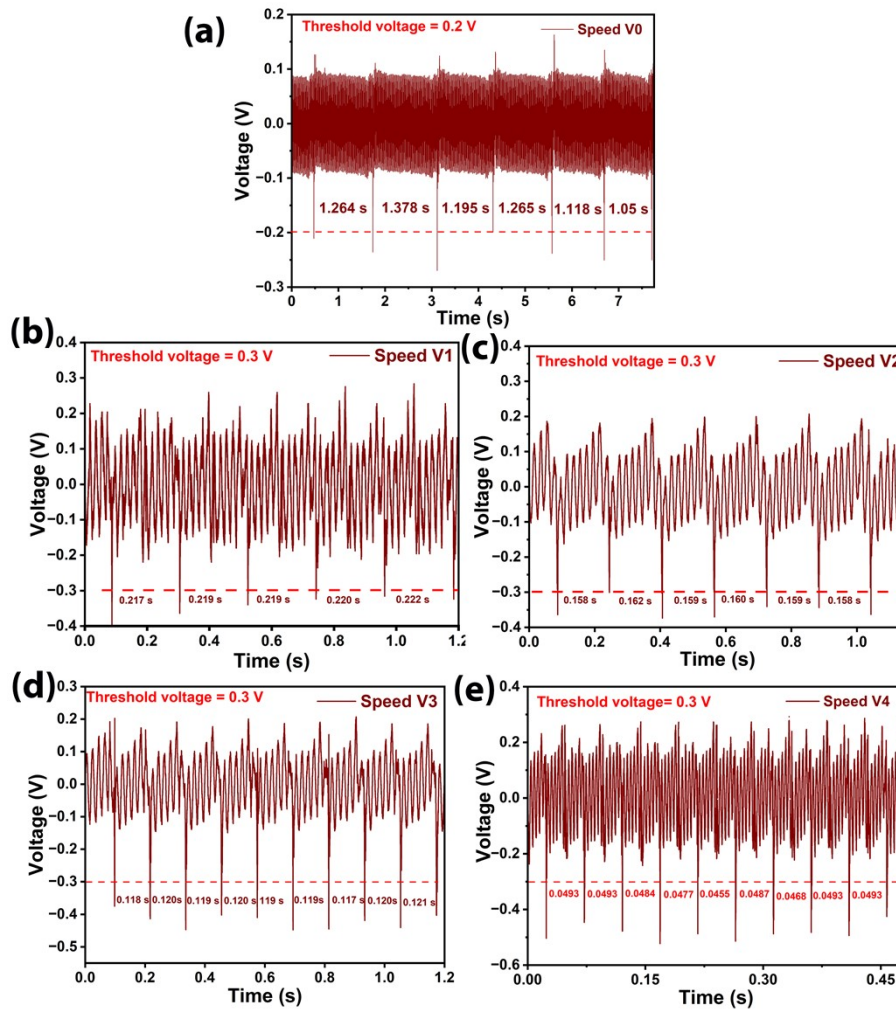 (a)
Threshold voltage = 0.2 V
Speed V0
0.1
0.0
−0.1
−0.2
−0.3
Voltage (V)
1.264 s
1.378 s
1.195 s
1.265 s
1.118 s
1.05 s
0 1 2 3 4 5 6 7
Time (s)
(b)
Threshold voltage = 0.3 V
Speed V1
0.4
0.3
0.2
0.1
0.0
−0.1
−0.2
−0.3
−0.4
Voltage (V)
0.217 s
0.219 s
0.219 s
0.220 s
0.222 s
0.0 0.2 0.4 0.6 0.8 1.0 1.2
Time (s)
(c)
Threshold voltage = 0.3 V
Speed V2
0.4
0.3
0.2
0.1
0.0
−0.1
−0.2
−0.3
−0.4
Voltage (V)
0.158 s
0.162 s
0.159 s
0.160 s
0.159 s
0.158 s
0.0 0.2 0.4 0.6 0.8 1.0
Time (s)
(d)
Threshold voltage = 0.3 V
Speed V3
0.3
0.2
0.1
0.0
−0.1
−0.2
−0.3
−0.4
−0.5
Voltage (V)
0.118 s
0.120s
0.119 s
0.120 s
119 s
0.119s
0.117 s
0.120s
0.121 s
0.0 0.2 0.4 0.6 0.8 1.0 1.2
Time (s)
(e)
Threshold voltage= 0.3 V
Speed V4
0.4
0.2
0.0
−0.2
−0.4
−0.6
Voltage (V)
0.0493
0.0493
0.0484
0.0477
0.0455
0.0487
0.0468
0.0493
0.0493
0.00 0.15 0.30 0.45
Time (s)